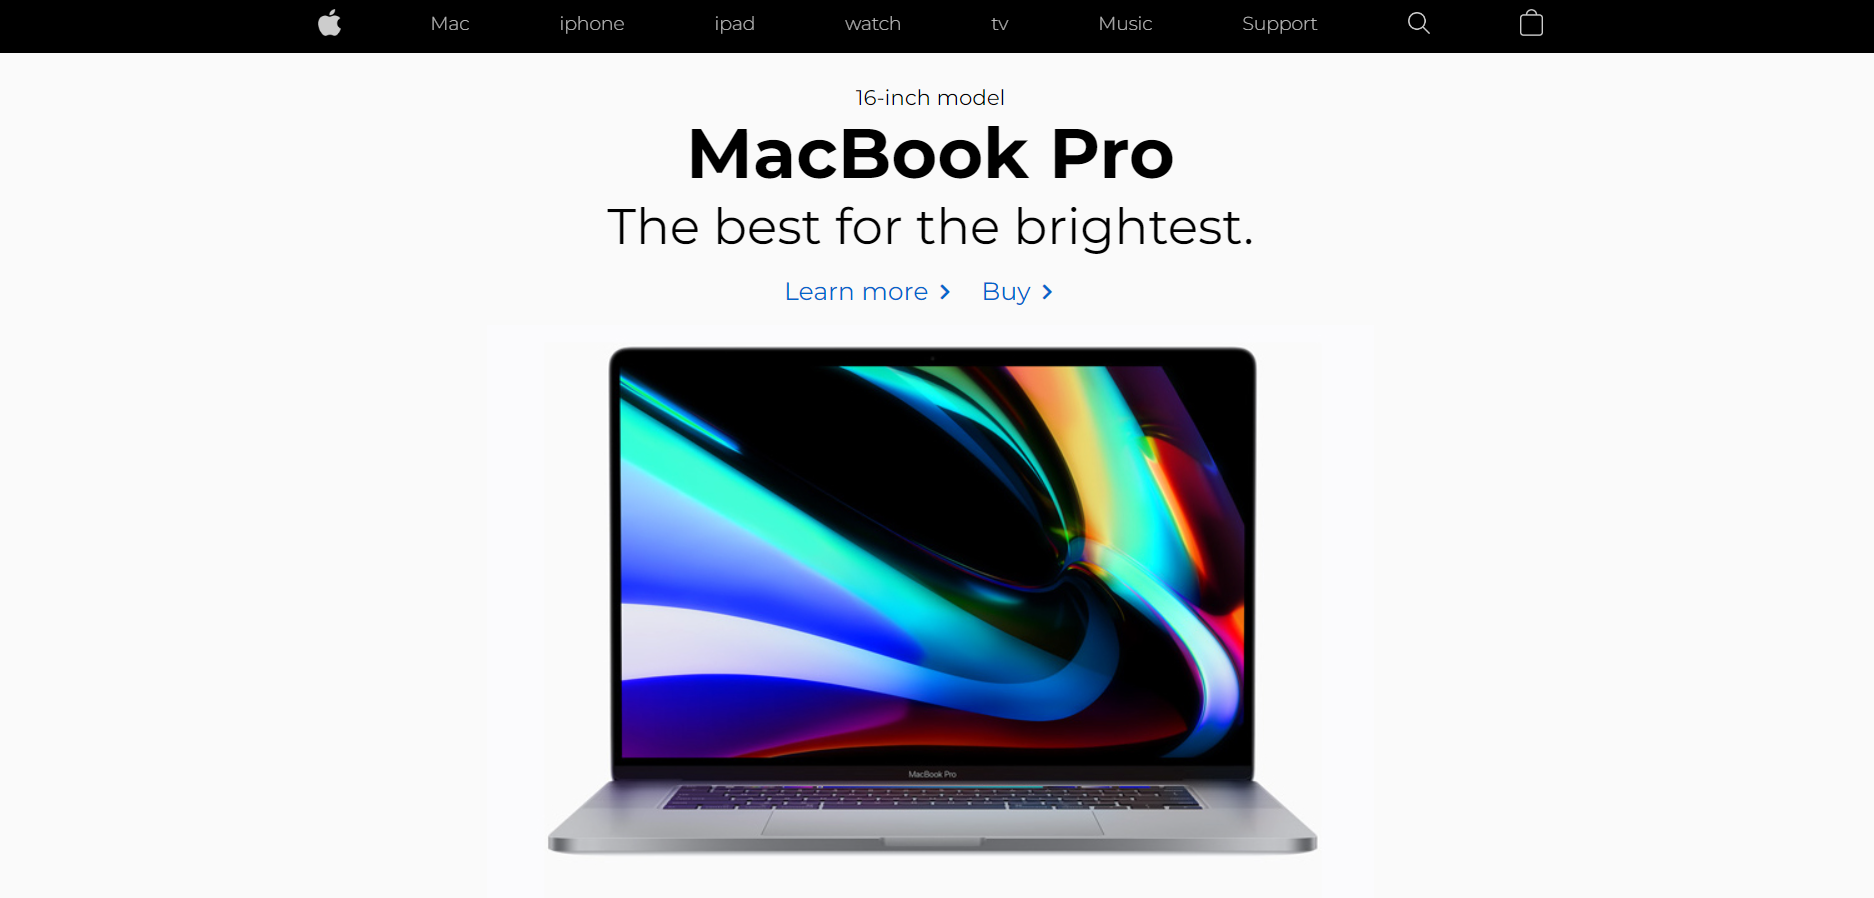 Mac iphone ipad watch tv Music Support
16-inch model
MacBook Pro
The best for the brightest.
Learn more Buy
MacBook Pro